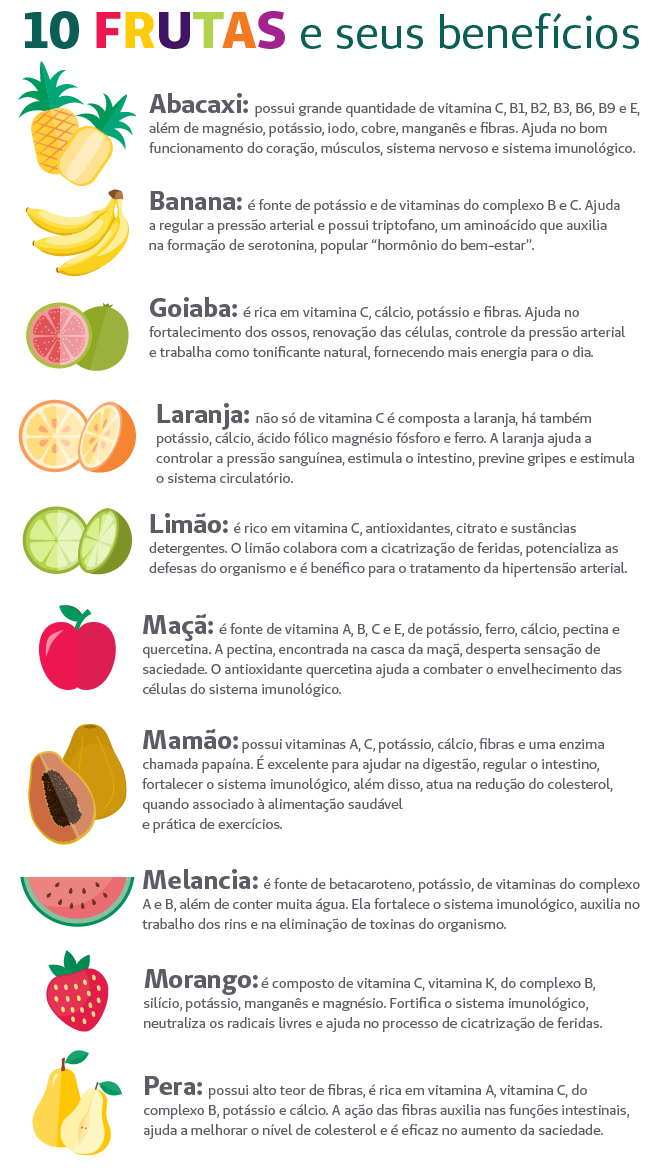 10 FRUTAS e seus benefícios
Abacaxi: possui grande quantidade de vitamina C, B1, B2, B3, B6, B9 e E,
além de magnésio, potássio, iodo, cobre, manganês e fibras. Ajuda no bom
funcionamento do coração, músculos, sistema nervoso e sistema imunológico.
Banana: é fonte de potássio e de vitaminas do complexo B e C. Ajuda
a regular a pressão arterial e possui triptofano, um aminoácido que auxilia
na formação de serotonina, popular “hormônio do bem-estar”.
Goiaba: é rica em vitamina C, cálcio, potássio e fibras. Ajuda no
fortalecimento dos ossos, renovação das células, controle da pressão arterial
e trabalha como tonificante natural, fornecendo mais energia para o dia.
Laranja: não só de vitamina C é composta a laranja, há também
potássio, cálcio, ácido fólico magnésio fósforo e ferro. A laranja ajuda a
controlar a pressão sanguínea, estimula o intestino, previne gripes e estimula
o sistema circulatório.
Limão: é rico em vitamina C, antioxidantes, citrato e sustâncias
detergentes. O limão colabora com a cicatrização de feridas, potencializa as
defesas do organismo e é benéfico para o tratamento da hipertensão arterial.
Maçã: é fonte de vitamina A, B, C e E, de potássio, ferro, cálcio, pectina e
quercetina. A pectina, encontrada na casca da maçã, desperta sensação de
saciedade. O antioxidante quercetina ajuda a combater o envelhecimento das
células do sistema imunológico.
Mamão: possui vitaminas A, C, potássio, cálcio, fibras e uma enzima
chamada papaína. É excelente para ajudar na digestão, regular o intestino,
fortalecer o sistema imunológico, além disso, atua na redução do colesterol,
quando associado à alimentação saudável
e prática de exercícios.
Melancia: é fonte de betacaroteno, potássio, de vitaminas do complexo
A e B, além de conter muita água. Ela fortalece o sistema imunológico, auxilia no
trabalho dos rins e na eliminação de toxinas do organismo.
Morango: é composto de vitamina C, vitamina K, do complexo B,
silício, potássio, manganês e magnésio. Fortifica o sistema imunológico,
neutraliza os radicais livres e ajuda no processo de cicatrização de feridas.
Pera: possui alto teor de fibras, é rica em vitamina A, vitamina C, do
complexo B, potássio e cálcio. A ação das fibras auxilia nas funções intestinais,
ajuda a melhorar o nível de colesterol e é eficaz no aumento da saciedade.